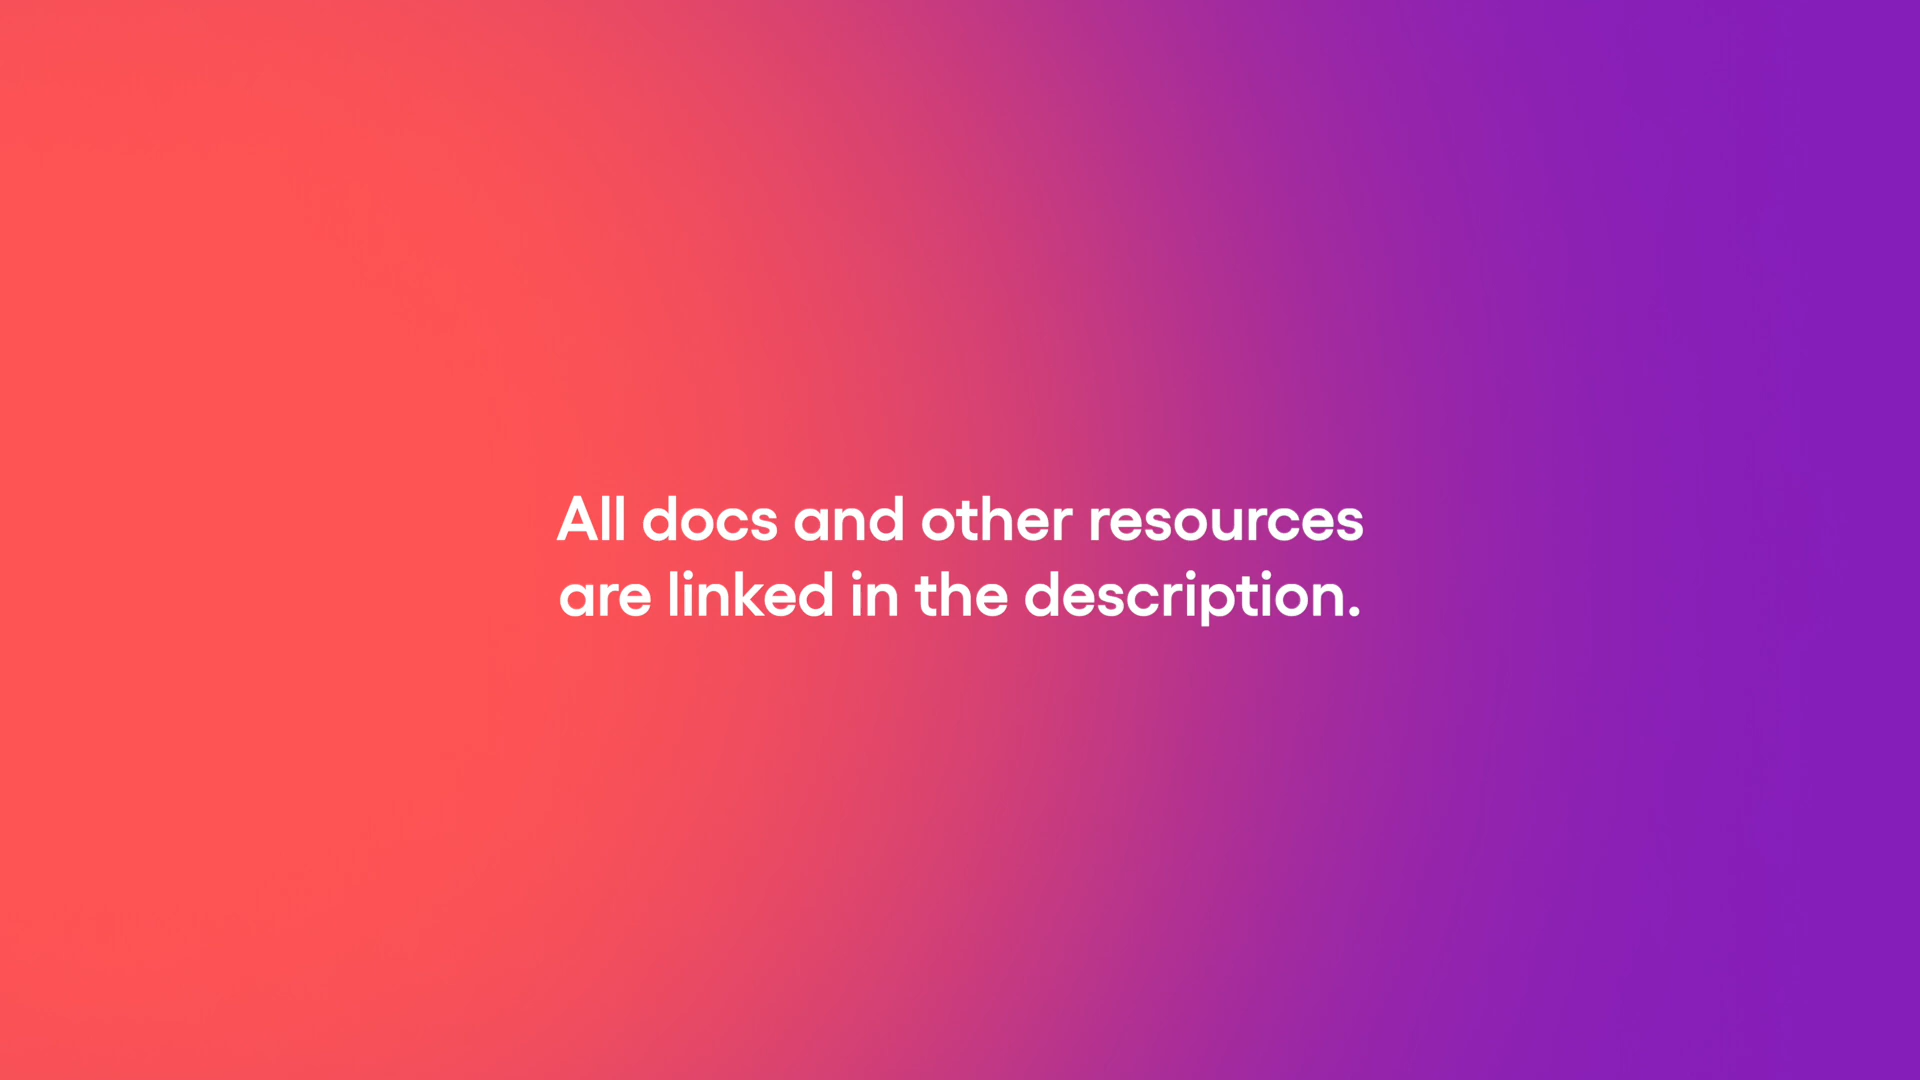 All docs and other resources
are linked in the description.